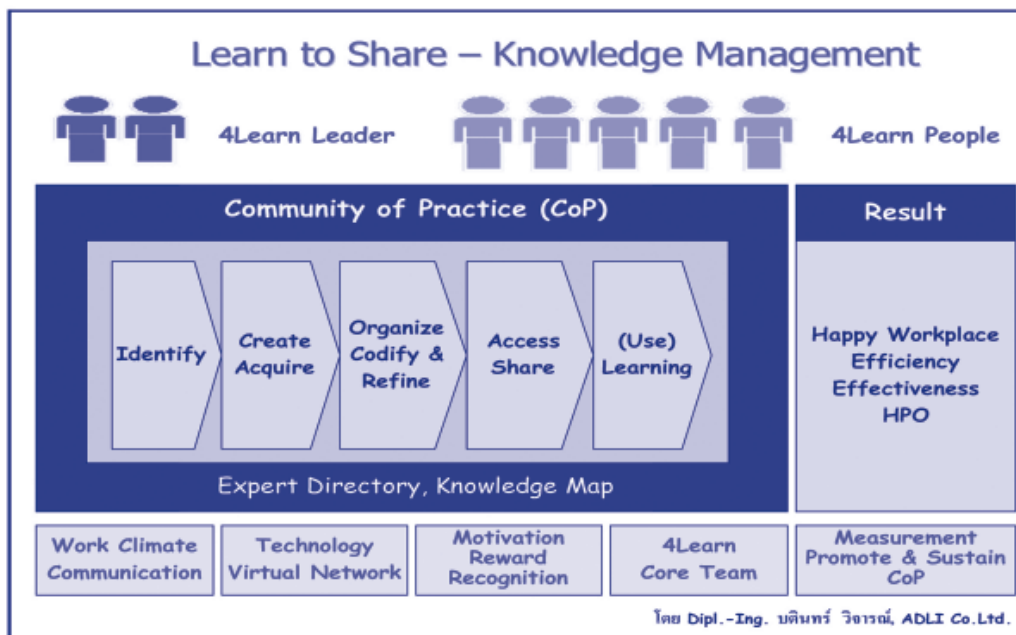 Learn to Share – Knowledge Management
4Learn Leader
4Learn People
Community of Practice (CoP)
Result
Identify
Create
Acquire
Organize
Codify &
Refine
Access
Share
(Use)
Learning
Happy Workplace
Efficiency
Effectiveness
HPO
Expert Directory, Knowledge Map
Work Climate
Communication
Technology
Virtual Network
Motivation
Reward
Recognition
4Learn
Core Team
Measurement
Promote & Sustain
CoP
โดย Dipl.-Ing. บดินทร์ วิจารณ์, ADLI Co.Ltd.